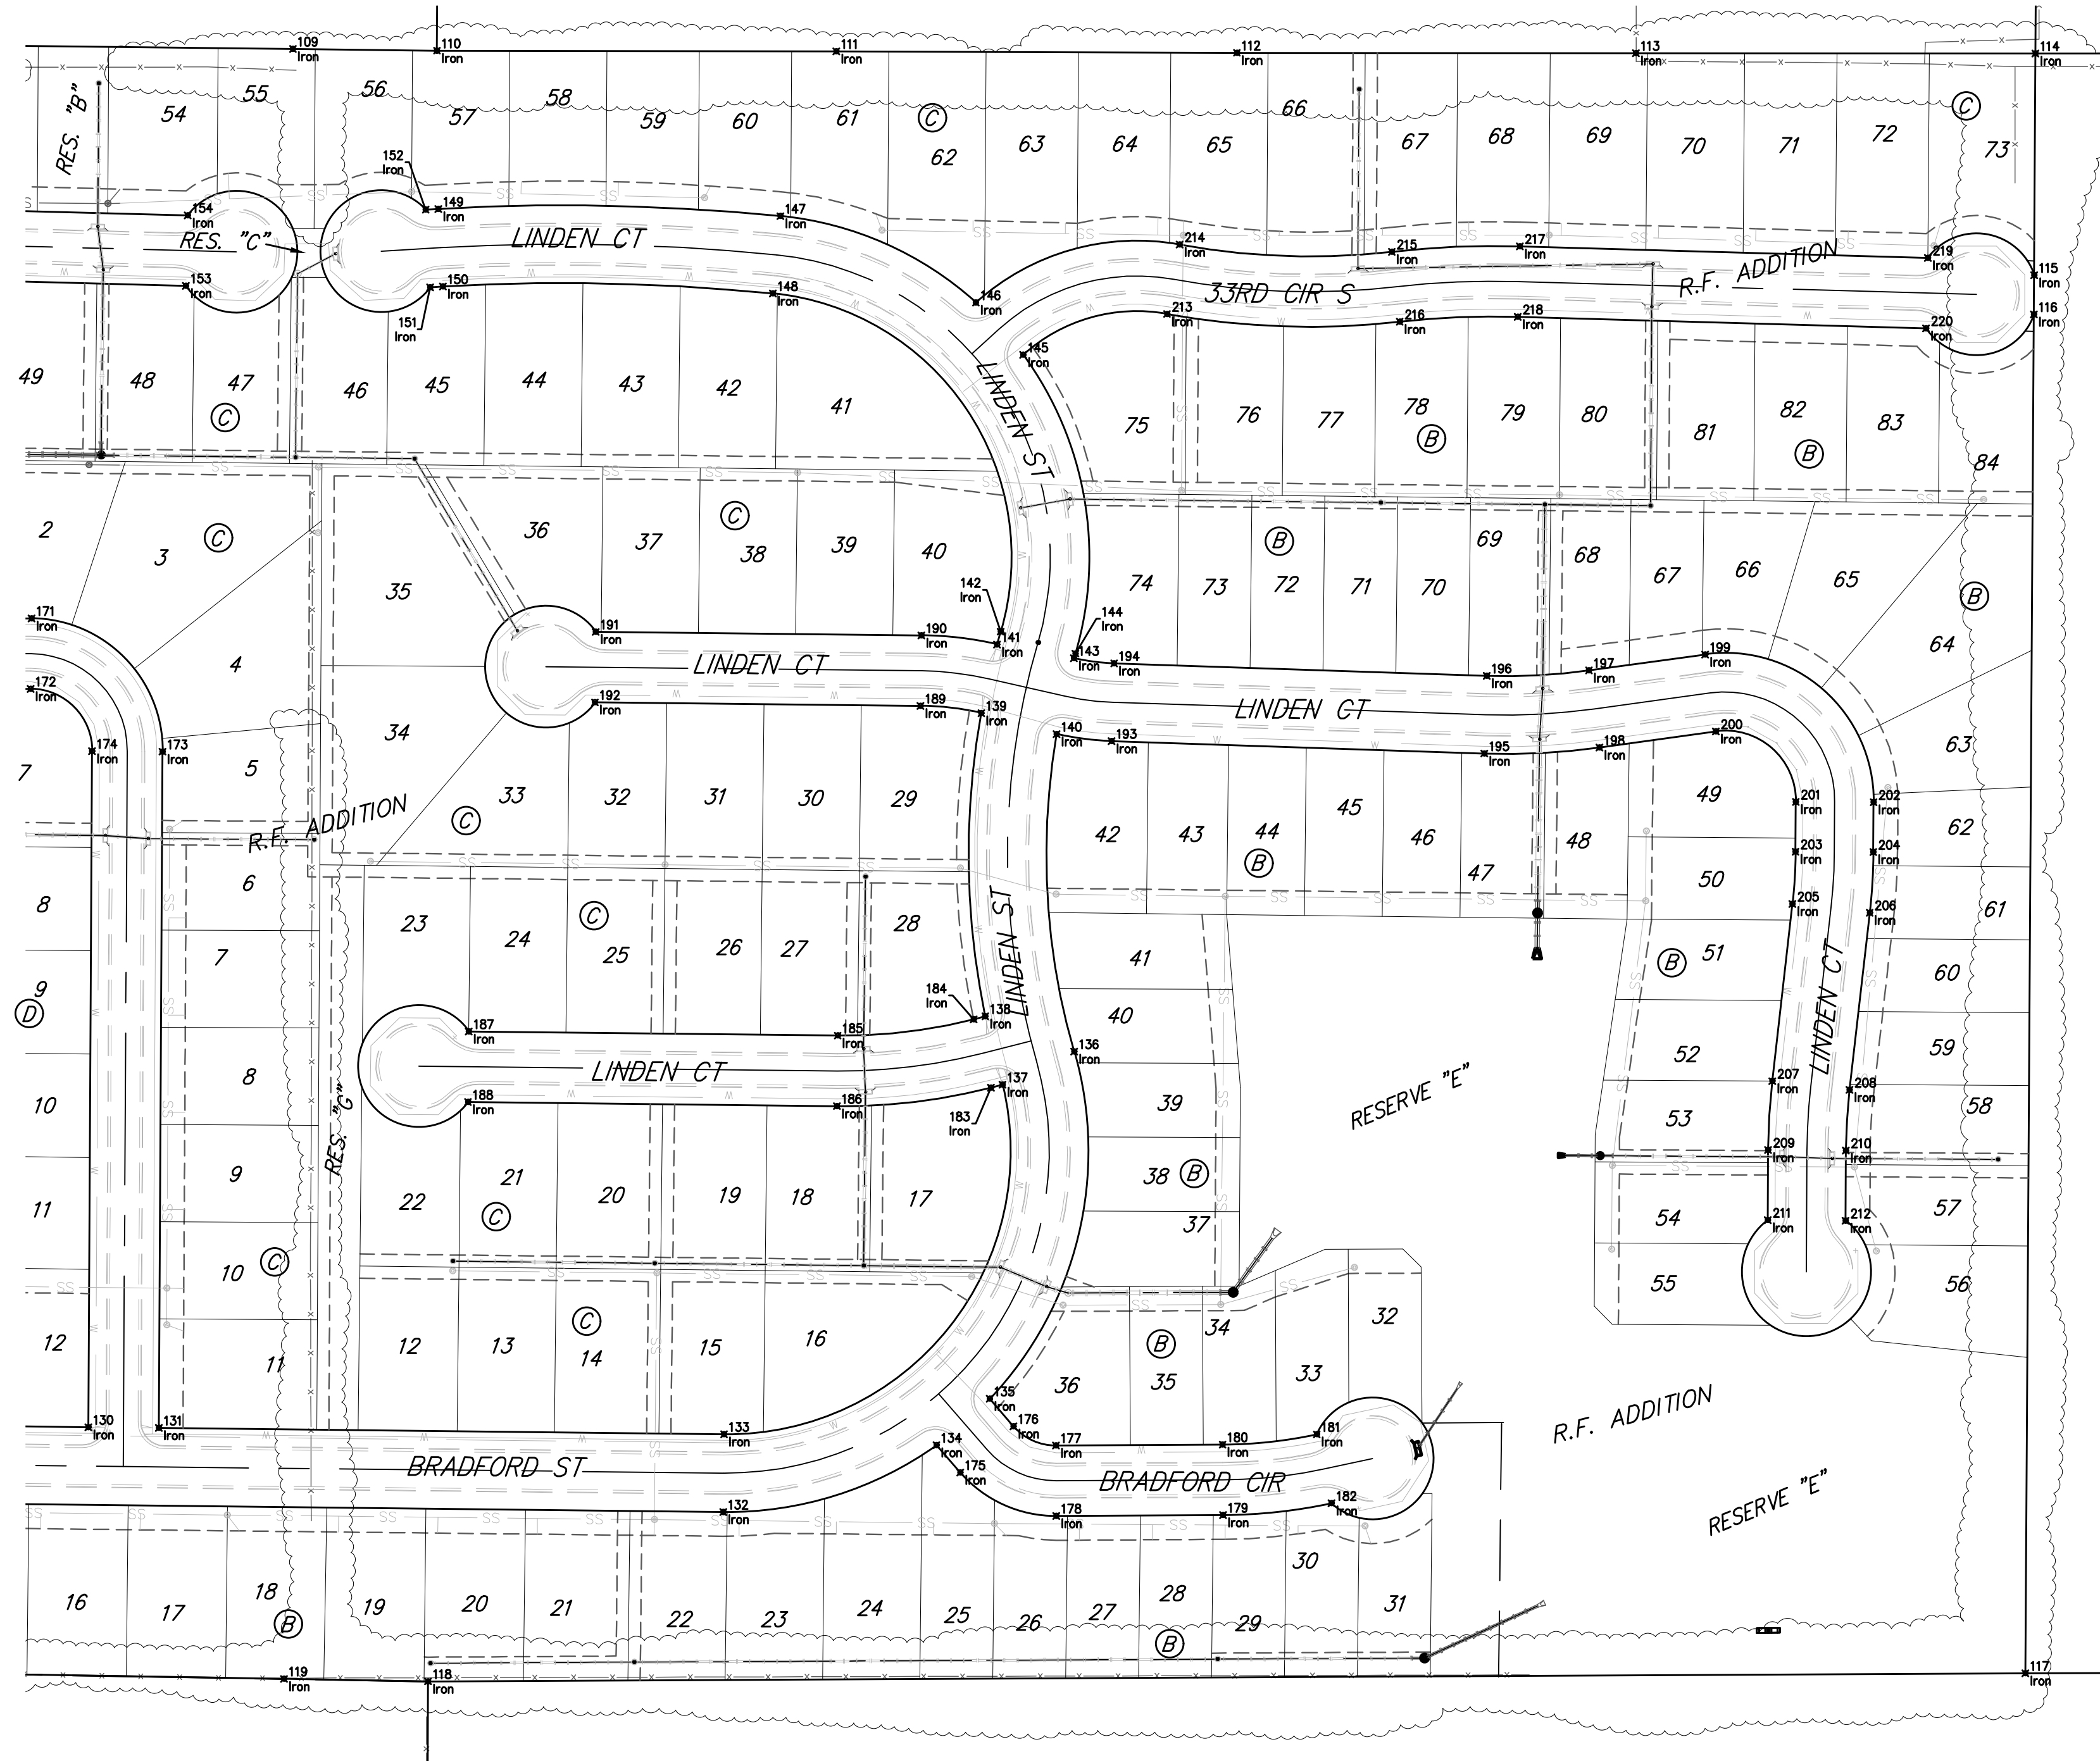 109
Iron
110
Iron
111
Iron
112
Iron
113
Iron
114
Iron
RES. "B"
54
55
56
57
58
59
60
61
C
62
63
64
65
66
67
68
69
70
71
72
C
73
152
Iron
154
Iron
149
Iron
147
Iron
RES. "C"
LINDEN CT
214
Iron
215
Iron
217
Iron
219
Iron
R.F. ADDITION
115
Iron
116
Iron
153
Iron
150
Iron
148
Iron
151
Iron
146
Iron
33RD CIR S
213
Iron
216
Iron
218
Iron
220
Iron
145
Iron
LINDEN ST
49
48
47
C
46
45
44
43
42
41
75
76
77
78
B
79
80
81
82
B
83
84
2
3
C
36
37
C
38
39
40
B
69
68
67
66
65
B
64
35
142
Iron
74
73
72
71
70
144
Iron
171
Iron
4
191
Iron
190
Iron
141
Iron
143
Iron
194
Iron
LINDEN CT
196
Iron
197
Iron
199
Iron
172
Iron
192
Iron
189
Iron
139
Iron
LINDEN CT
34
140
Iron
193
Iron
195
Iron
198
Iron
200
Iron
63
174
Iron
173
Iron
7
5
33
32
31
30
29
C
R.F. ADDITION
42
43
44
B
45
46
47
48
49
201
Iron
202
Iron
62
203
Iron
204
Iron
6
8
50
205
Iron
206
Iron
61
23
24
C
25
26
27
28
LINDEN ST
7
41
B
51
LINDEN CT
60
9
D
184
Iron
138
Iron
40
187
Iron
185
Iron
136
Iron
52
59
8
LINDEN CT
137
Iron
207
Iron
208
Iron
10
RES. "G"
188
Iron
186
Iron
183
Iron
39
RESERVE "E"
53
58
209
Iron
210
Iron
9
21
22
C
20
19
18
17
38
B
37
11
54
211
Iron
212
Iron
57
C
10
55
56
12
11
12
13
C
14
15
16
34
B
35
36
33
32
135
Iron
176
Iron
R.F. ADDITION
130
Iron
131
Iron
133
Iron
134
Iron
177
Iron
180
Iron
181
Iron
BRADFORD ST
175
Iron
BRADFORD CIR
132
Iron
178
Iron
179
Iron
182
Iron
RESERVE "E"
16
17
18
B
19
20
21
22
23
24
25
26
27
28
B
29
30
31
119
Iron
118
Iron
117
Iron